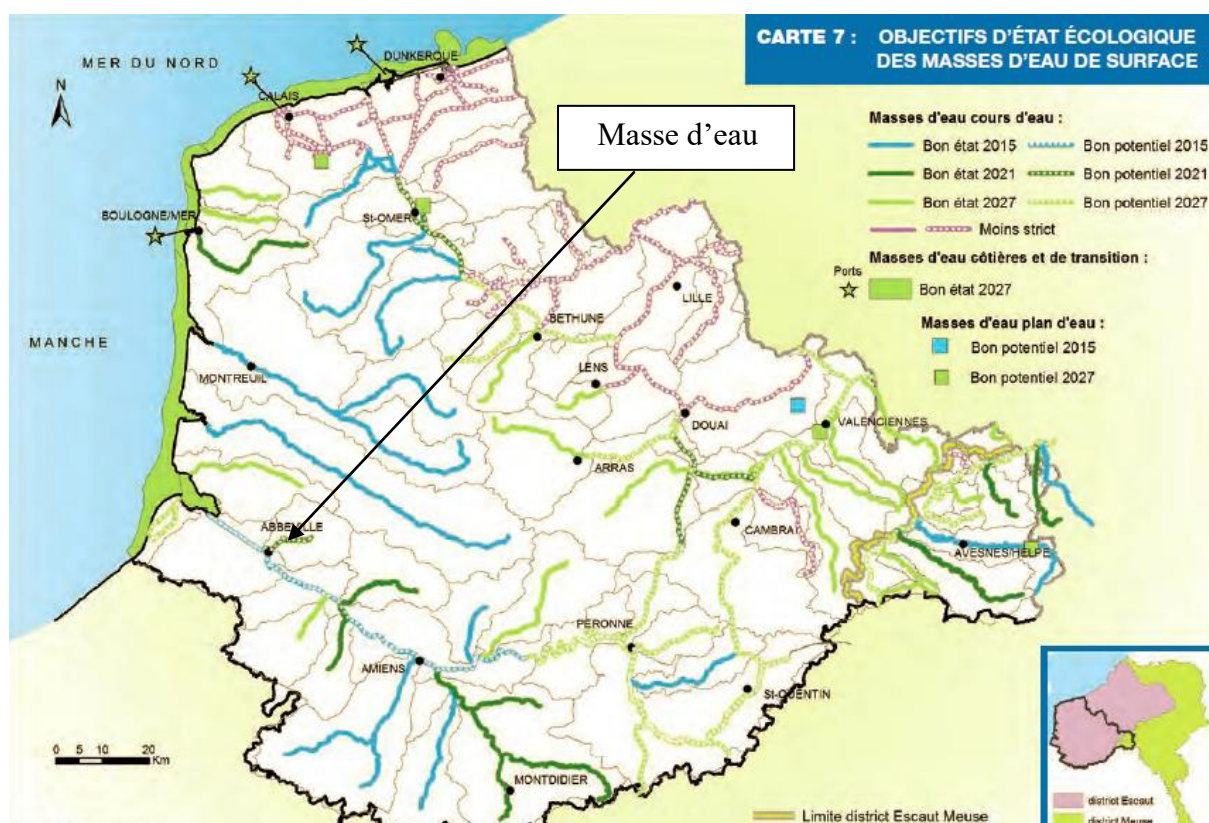 CARTE 7 : OBJECTIFS D'ÉTAT ÉCOLOGIQUE
DES MASSES D'EAU DE SURFACE
MER DU NORD
DUNKERQUE
N
CALAIS
Masse d'eau
Masses d'eau cours d'eau :
Bon état 2015 Bon potentiel 2015
Bon état 2021 Bon potentiel 2021
Bon état 2027 Bon potentiel 2027
Moins strict
Masses d'eau côtières et de transition :
Ports
Bon état 2027
Masses d'eau plan d'eau :
Bon potentiel 2015
Bon potentiel 2027
BOULOGNE/MER
St-OMER
LILLE
BETHUNE
MANCHE
MONTREUIL
LENS
DOUAI
VALENCIENNES
ARRAS
ABBEVILLE
CAMBRAI
AVESNES/HELPE
PERONNE
AMIENS
St-QUENTIN
0 5 10 20
Km
MONTDIDIER
Limite district Escaut Meuse
district Escaut
district Meuse